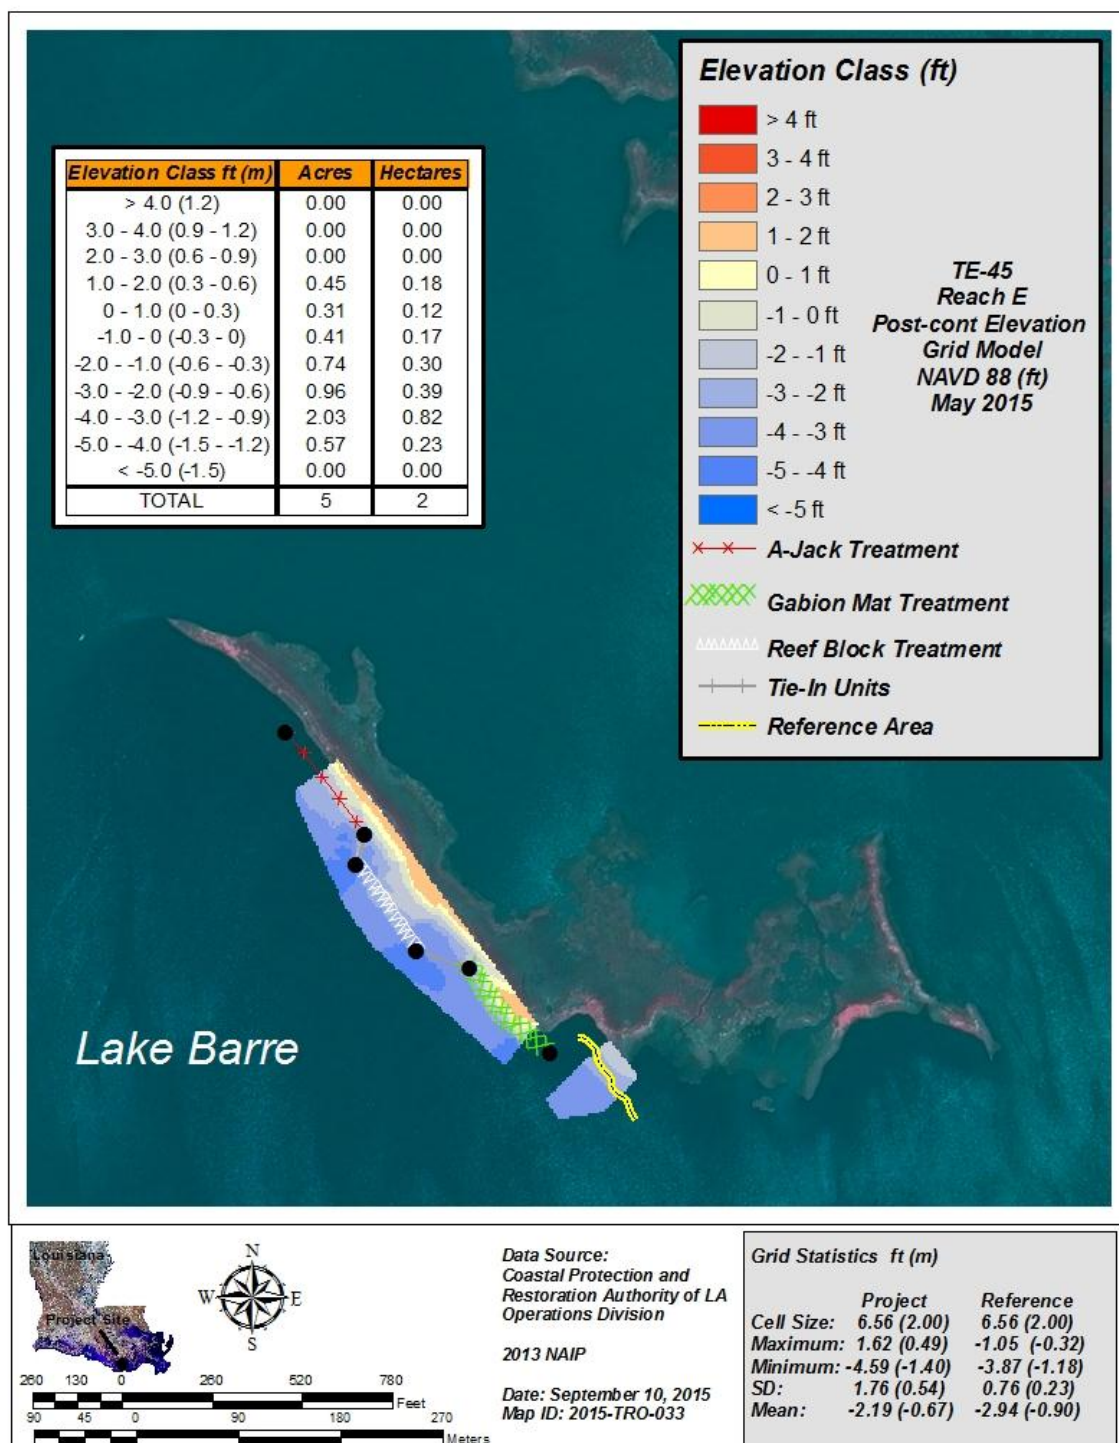 Elevation Class (ft)
> 4 ft
3 - 4 ft
2 - 3 ft
1 - 2 ft
0 - 1 ft
-1 - 0 ft
-2 - -1 ft
-3 - -2 ft
-4 - -3 ft
-5 - -4 ft
< -5 ft
A-Jack Treatment
Gabion Mat Treatment
Reef Block Treatment
Tie-In Units
Reference Area
TE-45
Reach E
Post-cont Elevation
Grid Model
NAVD 88 (ft)
May 2015
Elevation Class ft (m) Acres Hectares
> 4.0 (1.2) 0.00 0.00
3.0 - 4.0 (0.9 - 1.2) 0.00 0.00
2.0 - 3.0 (0.6 - 0.9) 0.00 0.00
1.0 - 2.0 (0.3 - 0.6) 0.45 0.18
0 - 1.0 (0 - 0.3) 0.31 0.12
-1.0 - 0 (-0.3 - 0) 0.41 0.17
-2.0 - -1.0 (-0.6 - -0.3) 0.74 0.30
-3.0 - -2.0 (-0.9 - -0.6) 0.96 0.39
-4.0 - -3.0 (-1.2 - -0.9) 2.03 0.82
-5.0 - -4.0 (-1.5 - -1.2) 0.57 0.23
< -5.0 (-1.5) 0.00 0.00
TOTAL 5 2
Lake Barre
Louisiana
Project Site
N
W E
S
260 130 0 260 520 780
Feet
90 45 0 90 180 270
Meters
Data Source:
Coastal Protection and
Restoration Authority of LA
Operations Division
2013 NAIP
Date: September 10, 2015
Map ID: 2015-TRO-033
Grid Statistics ft (m)
Project Reference
Cell Size: 6.56 (2.00) 6.56 (2.00)
Maximum: 1.62 (0.49) -1.05 (-0.32)
Minimum: -4.59 (-1.40) -3.87 (-1.18)
SD: 1.76 (0.54) 0.76 (0.23)
Mean: -2.19 (-0.67) -2.94 (-0.90)